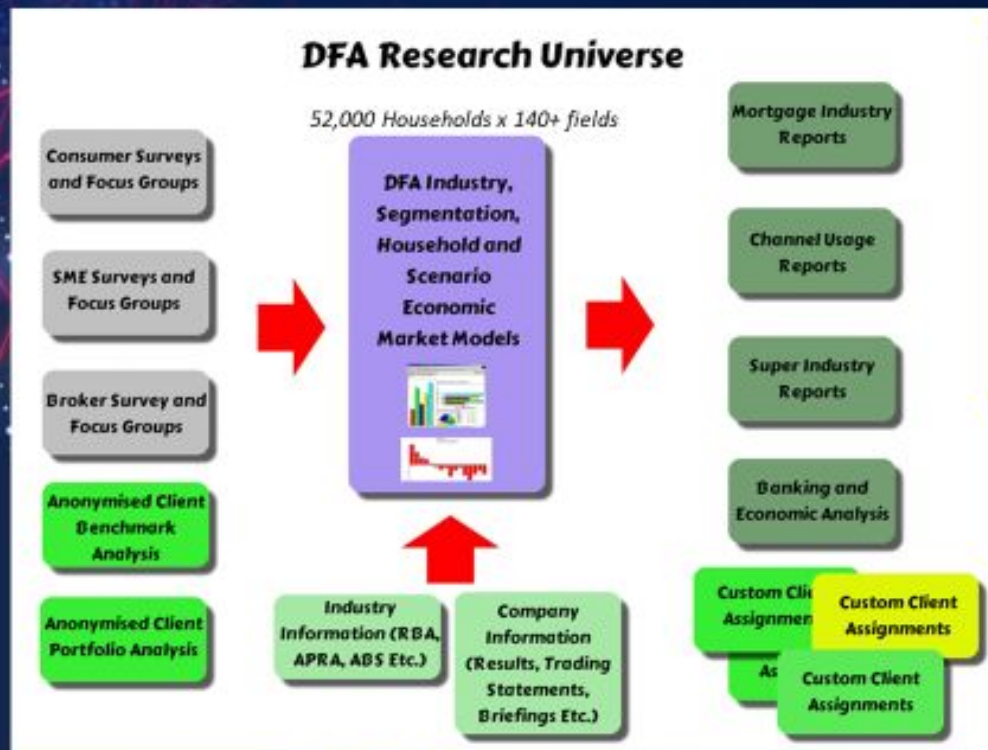 DFA Research Universe
52,000 Households x 140+ fields
Consumer Surveys
and Focus Groups
SME Surveys and
Focus Groups
Broker Survey and
Focus Groups
Anonymised Client
Benchmark
Analysis
Anonymised Client
Portfolio Analysis
DFA Industry,
Segmentation,
Household and
Scenario
Economic
Market Models
Industry
Information (RBA,
APRA, ABS Etc.)
Company
Information
(Results, Trading
Statements,
Briefings Etc.)
Mortgage Industry
Reports
Channel Usage
Reports
Super Industry
Reports
Banking and
Economic Analysis
Custom
Custom Client
Assignments
Custom Client
Assignments